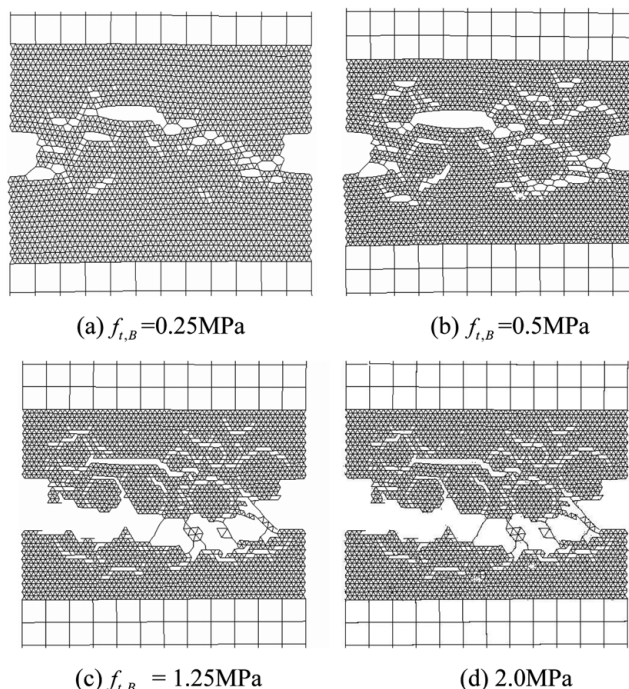 (a) f_{t,B} =0.25MPa
(b) f_{t,B} =0.5MPa
(c) f_{t,B} = 1.25MPa
(d) 2.0MPa